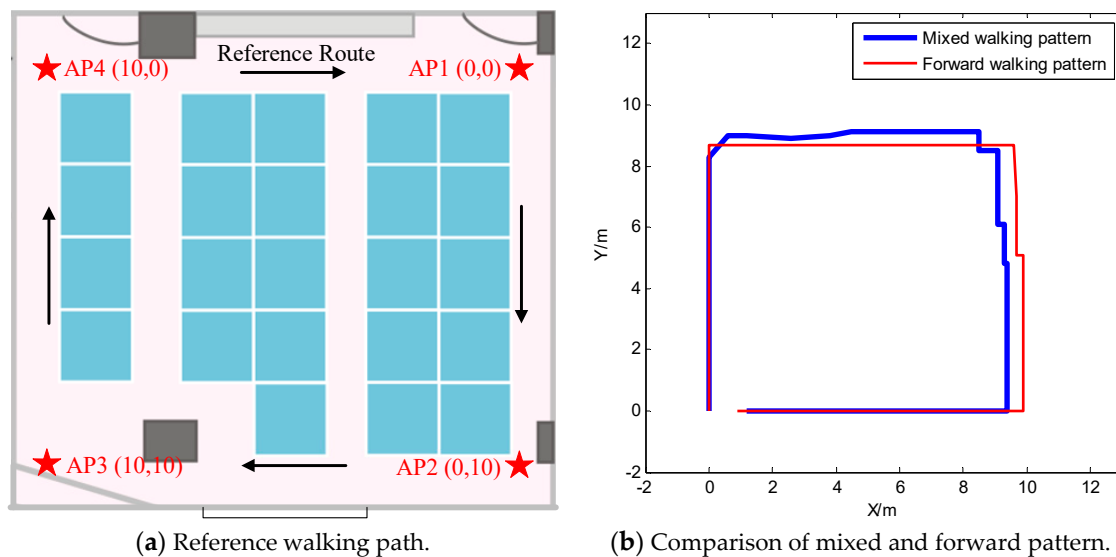 Reference Route
AP4 (10,0)
AP1 (0,0)
AP3 (10,10)
AP2 (0,10)
(a) Reference walking path.
Mixed walking pattern
Forward walking pattern
12
10
8
6
4
2
0
-2
Y/m
-2 0 2 4 6 8 10 12
X/m
(b) Comparison of mixed and forward pattern.